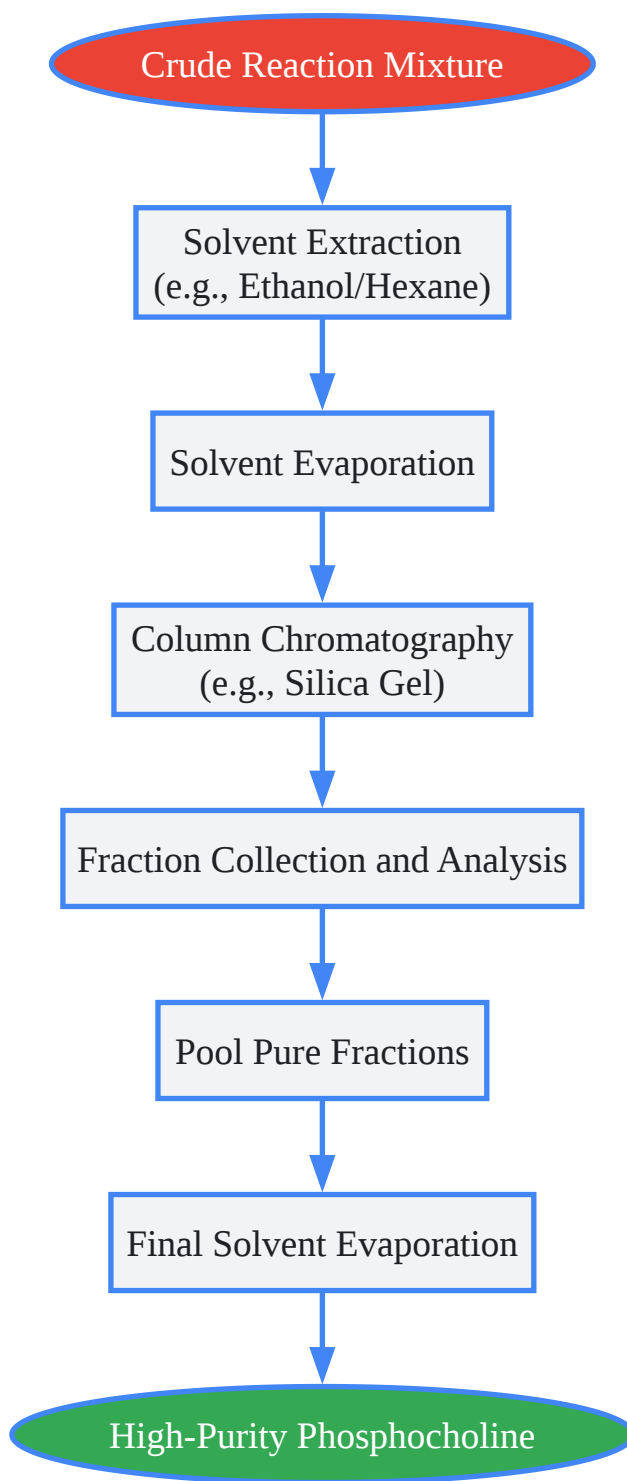 Crude Reaction Mixture
Solvent Extraction
(e.g., Ethanol/Hexane)
Solvent Evaporation
Column Chromatography
(e.g., Silica Gel)
Fraction Collection and Analysis
Pool Pure Fractions
Final Solvent Evaporation
High-Purity Phosphocholine